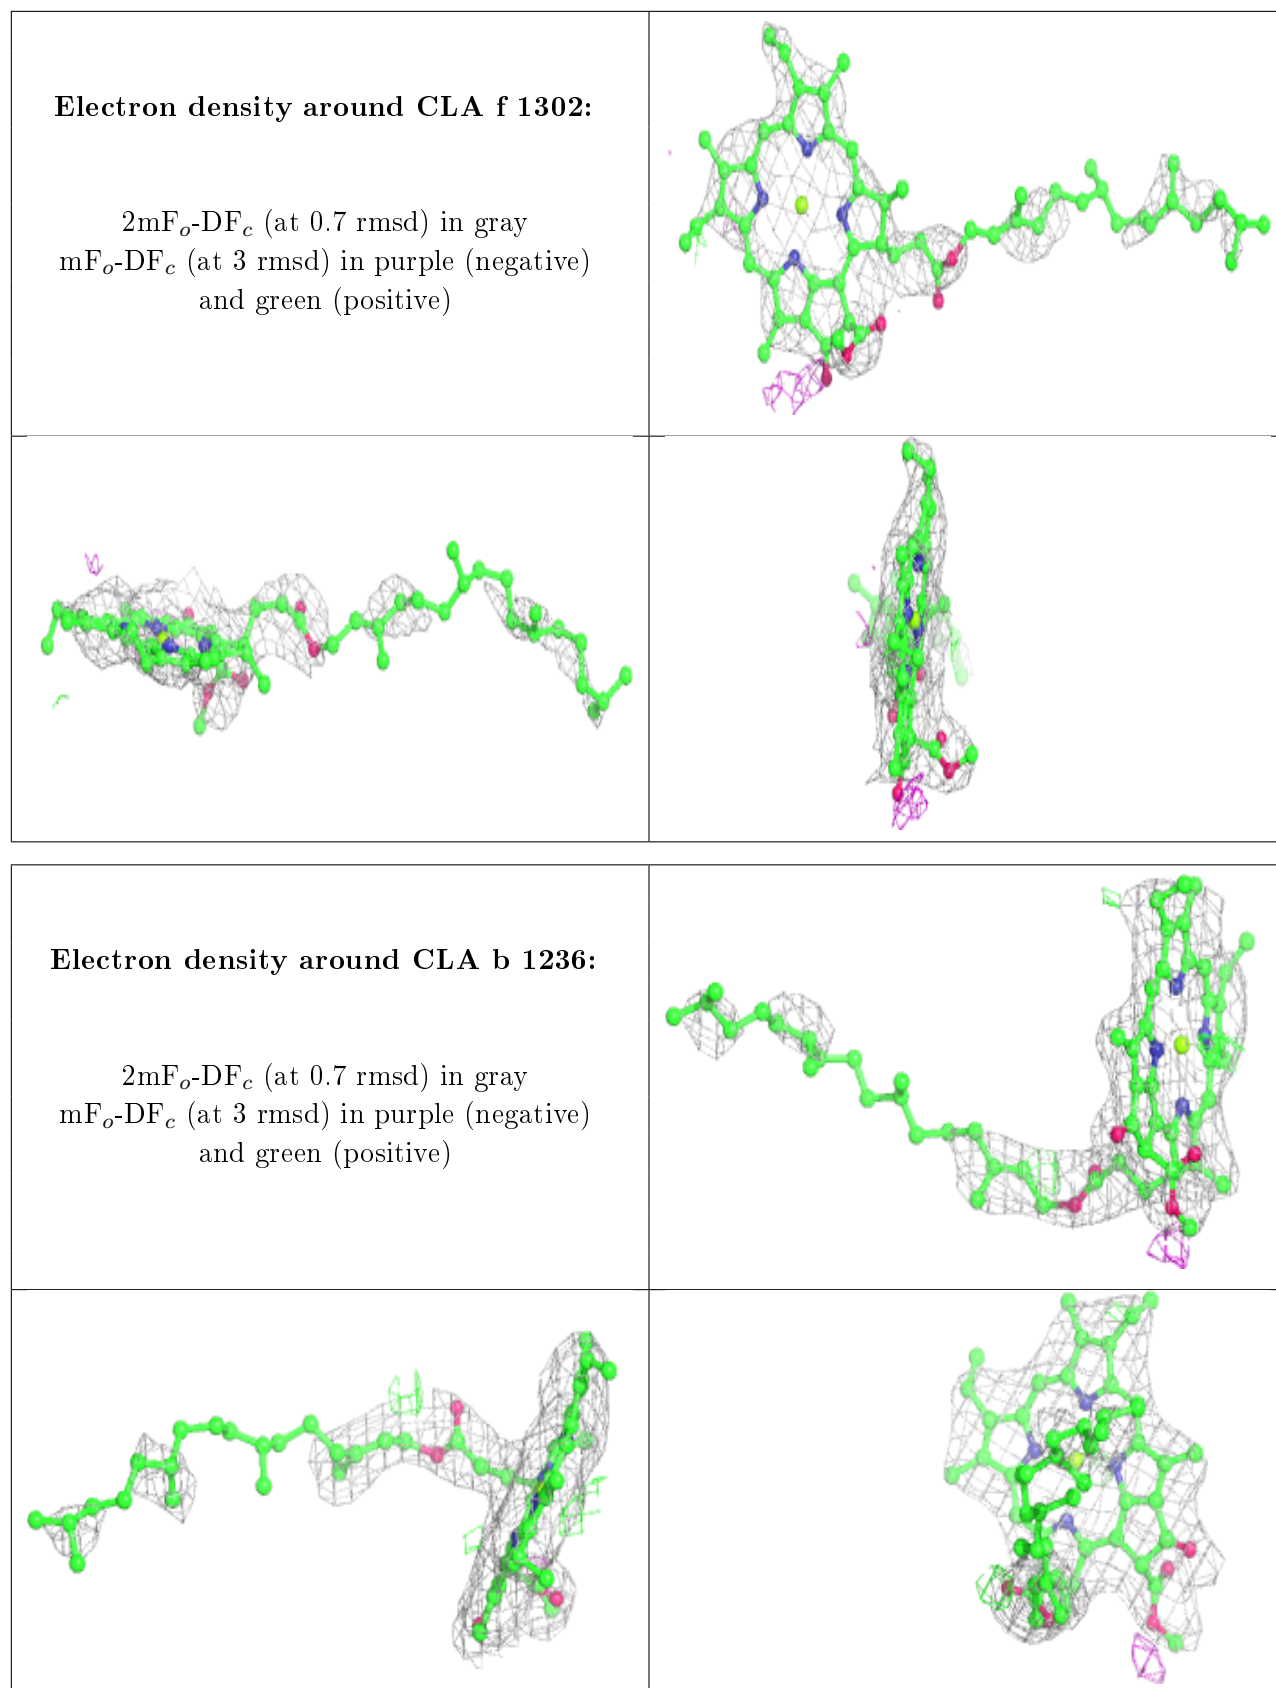 Electron density around CLA f 1302:
2mFₒ-DF𝑐 (at 0.7 rmsd) in gray
mFₒ-DF𝑐 (at 3 rmsd) in purple (negative)
and green (positive)
Electron density around CLA b 1236:
2mFₒ-DF𝑐 (at 0.7 rmsd) in gray
mFₒ-DF𝑐 (at 3 rmsd) in purple (negative)
and green (positive)